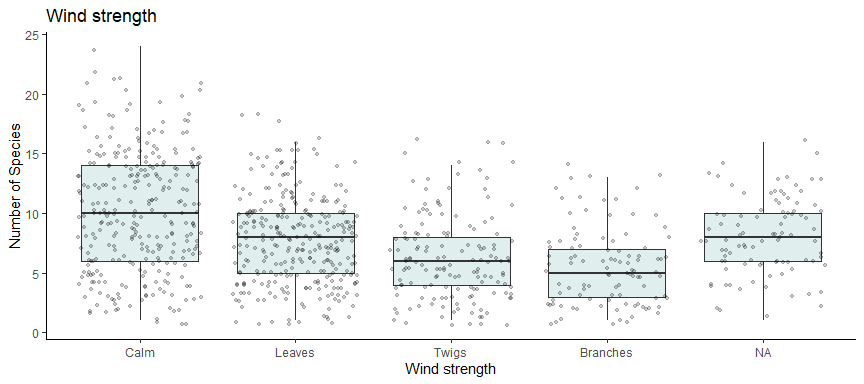 Wind strength
25
20
15
10
5
0
Number of Species
Calm Leaves Twigs Branches NA
Wind strength